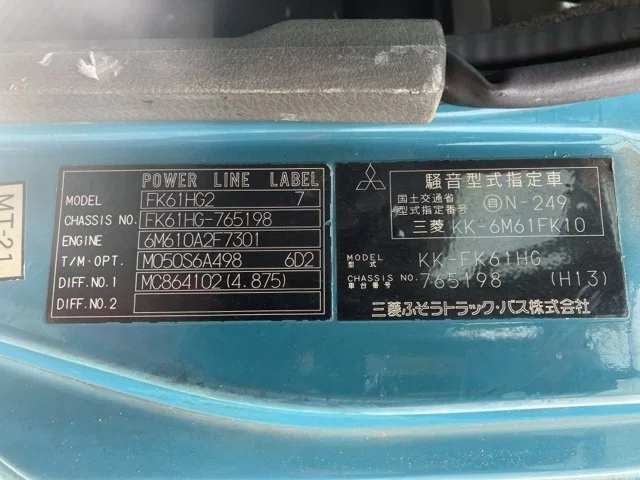 POWER LINE LABEL
MODEL FK61HG2 7
CHASSIS NO. FK61HG-765198
ENGINE 6M610A2F7301
T/M·OPT. M050S6A498 6D2
DIFF.NO.1 MC864102(4.875)
DIFF.NO.2
騒音型式指定車
国土交通省
型式指定番号 自N-249
三菱 KK-6M61FK10
MODEL
型式 KK-FK61HG
CHASSIS NO.
車台番号 765198 (H13)
三菱ふそうトラック・バス株式会社
MT-21